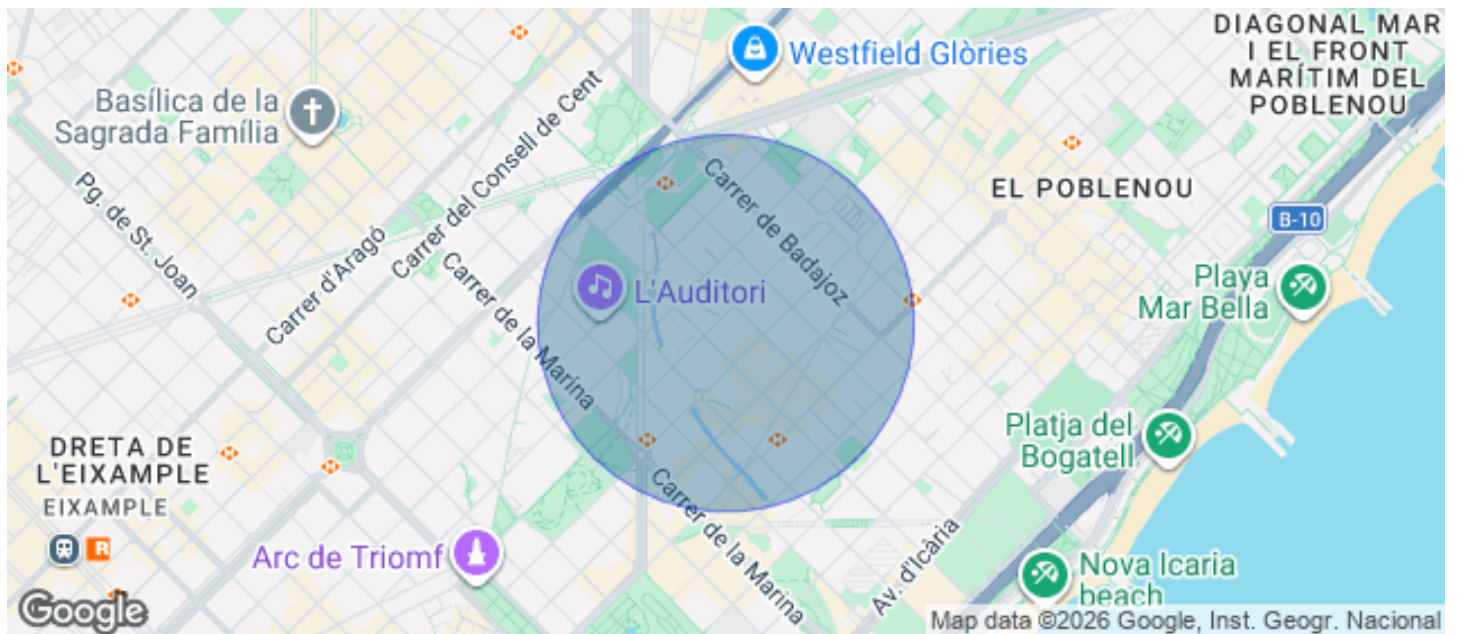 DIAGONAL MAR
I EL FRONT
MARÍTIM DEL
POBLENOU
Westfield Glòries
Basílica de la
Sagrada Família
Carrer del Consell de Cent
Carrer d'Aragó
Pg. de St. Joan
Carrer de Badajoz
EL POBLENOU
B-10
Playa
Mar Bella
L'Auditori
Carrer de la Marina
Platja del
Bogatell
DRETA DE
L'EIXAMPLE
EIXAMPLE
R
Arc de Triomf
Carrer de la Marina
Av. d'Icària
Nova Icaria
beach
Google
Map data ©2026 Google, Inst. Geogr. Nacional